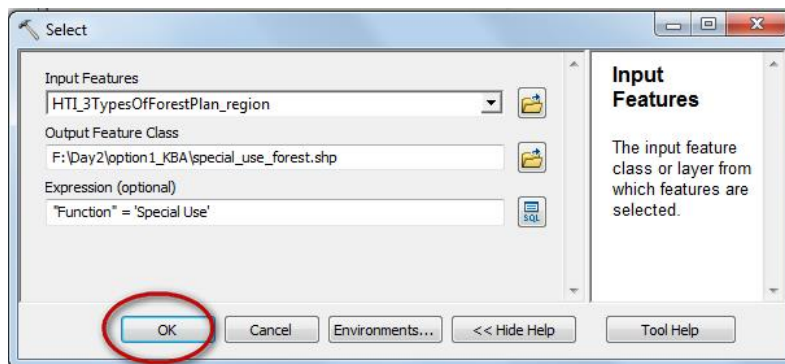 Select
Input Features
HTI_3TypesOfForestPlan_region
Output Feature Class
F:\Day2\option1_KBA\special_use_forest.shp
Expression (optional)
"Function" = 'Special Use'
SQL
OK
Cancel
Environments...
<< Hide Help
Input
Features
The input feature
class or layer from
which features are
selected.
Tool Help